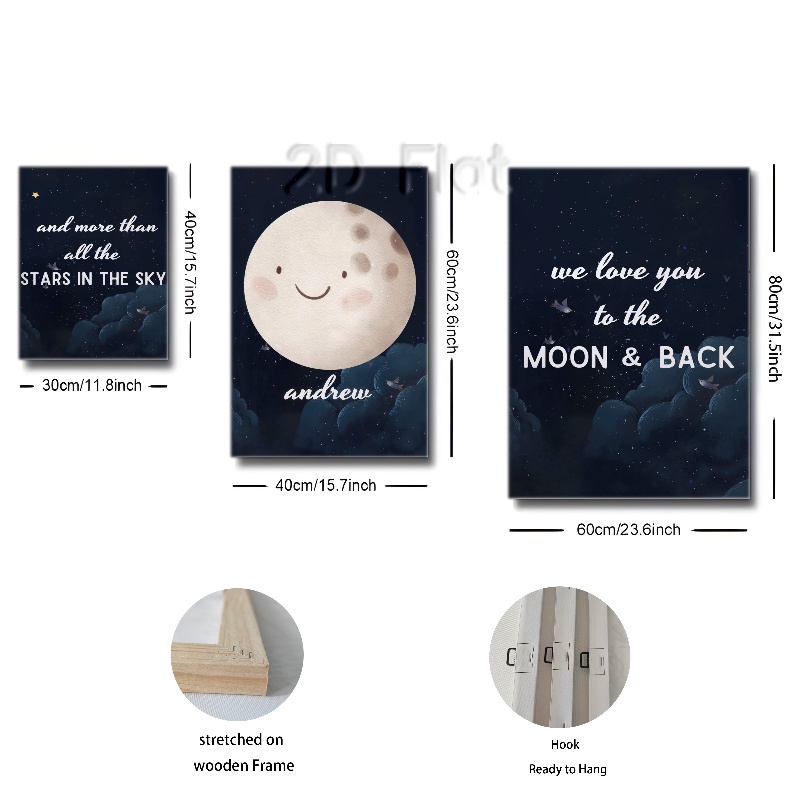 2D Flat
and more than
all the
STARS IN THE SKY
40cm/15.7inch
30cm/11.8inch
andrew
60cm/23.6inch
40cm/15.7inch
we love you
to the
MOON & BACK
80cm/31.5inch
60cm/23.6inch
stretched on
wooden Frame
Hook
Ready to Hang